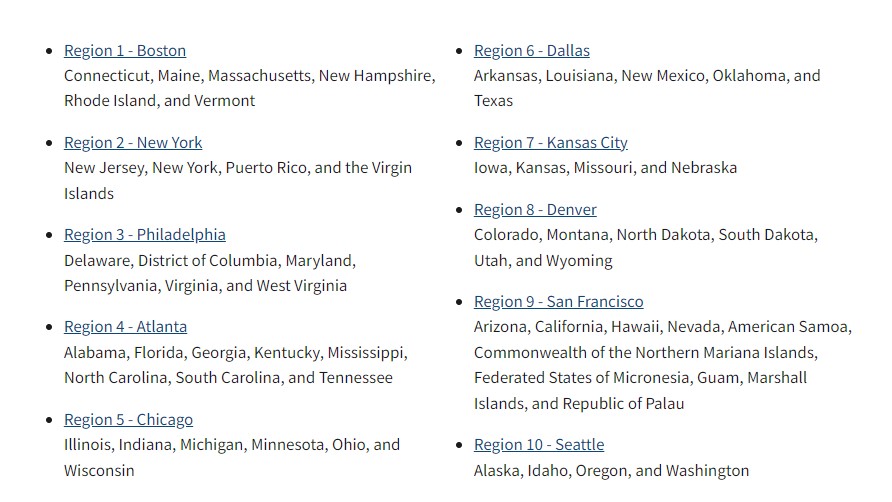 Region 1 - Boston
Connecticut, Maine, Massachusetts, New Hampshire,
Rhode Island, and Vermont
Region 2 - New York
New Jersey, New York, Puerto Rico, and the Virgin
Islands
Region 3 - Philadelphia
Delaware, District of Columbia, Maryland,
Pennsylvania, Virginia, and West Virginia
Region 4 - Atlanta
Alabama, Florida, Georgia, Kentucky, Mississippi,
North Carolina, South Carolina, and Tennessee
Region 5 - Chicago
Illinois, Indiana, Michigan, Minnesota, Ohio, and
Wisconsin
Region 6 - Dallas
Arkansas, Louisiana, New Mexico, Oklahoma, and
Texas
Region 7 - Kansas City
Iowa, Kansas, Missouri, and Nebraska
Region 8 - Denver
Colorado, Montana, North Dakota, South Dakota,
Utah, and Wyoming
Region 9 - San Francisco
Arizona, California, Hawaii, Nevada, American Samoa,
Commonwealth of the Northern Mariana Islands,
Federated States of Micronesia, Guam, Marshall
Islands, and Republic of Palau
Region 10 - Seattle
Alaska, Idaho, Oregon, and Washington